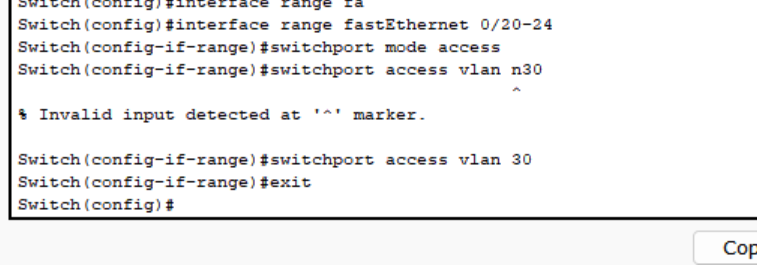 Switch(config)#interface range fa
Switch(config)#interface range fastEthernet 0/20-24
Switch(config-if-range)#switchport mode access
Switch(config-if-range)#switchport access vlan n30
^
% Invalid input detected at '^' marker.
Switch(config-if-range)#switchport access vlan 30
Switch(config-if-range)#exit
Switch(config)#
Cop